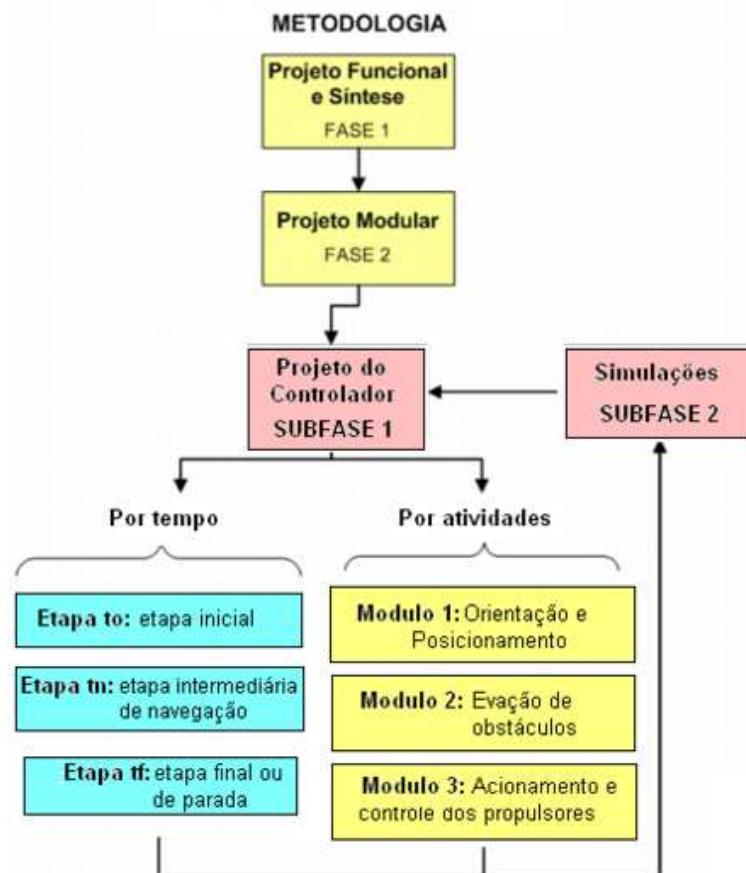 METODOLOGIA
Projeto Funcional
e Síntese
FASE 1
Projeto Modular
FASE 2
Projeto do
Controlador
SUBFASE 1
Simulações
SUBFASE 2
Por tempo
Por atividades
Etapa to: etapa inicial
Etapa tn: etapa intermediária
de navegação
Etapa tf: etapa final ou
de parada
Modulo 1: Orientação e
Posicionamento
Modulo 2: Evação de
obstáculos
Modulo 3: Acionamento e
controle dos propulsores